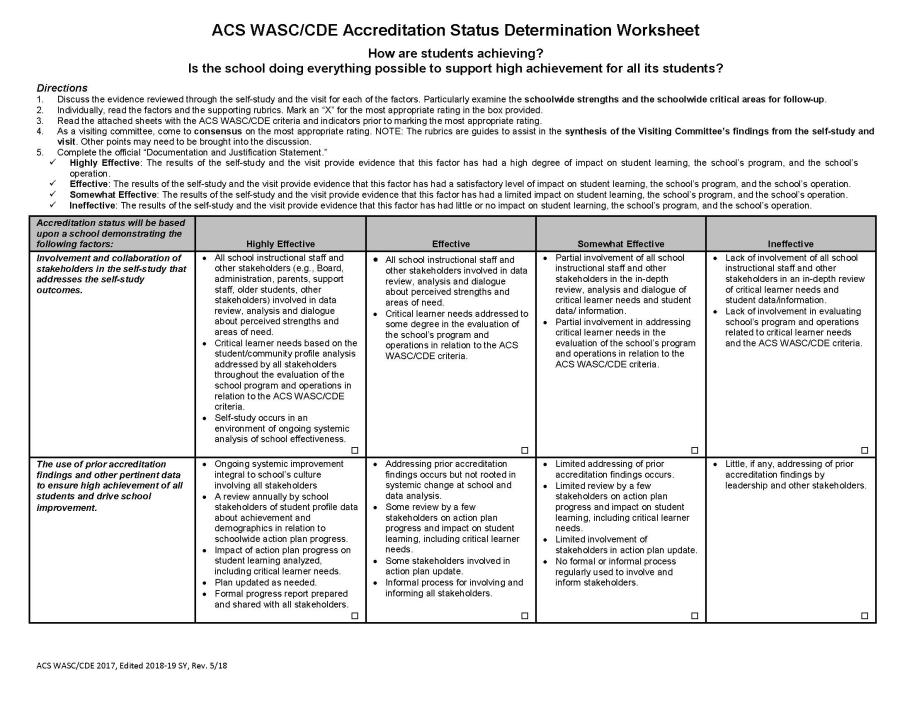 ACS WASC/CDE Accreditation Status Determination Worksheet
How are students achieving?
Is the school doing everything possible to support high achievement for all its students?
Directions
1. Discuss the evidence reviewed through the self-study and the visit for each of the factors. Particularly examine the schoolwide strengths and the schoolwide critical areas for follow-up.
2. Individually, read the factors and the supporting rubrics. Mark an "X" for the most appropriate rating in the box provided.
3. Read the attached sheets with the ACS WASC/CDE criteria and indicators prior to marking the most appropriate rating.
4. As a visiting committee, come to consensus on the most appropriate rating. NOTE: The rubrics are guides to assist in the synthesis of the Visiting Committee's findings from the self-study and
visit. Other points may need to be brought into the discussion.
5. Complete the official "Documentation and Justification Statement."
✓ Highly Effective: The results of the self-study and the visit provide evidence that this factor has had a high degree of impact on student learning, the school's program, and the school's
operation.
✓ Effective: The results of the self-study and the visit provide evidence that this factor has had a satisfactory level of impact on student learning, the school's program, and the school's operation.
✓ Somewhat Effective: The results of the self-study and the visit provide evidence that this factor has had a limited impact on student learning, the school's program, and the school's operation.
✓ Ineffective: The results of the self-study and the visit provide evidence that this factor has had little or no impact on student learning, the school's program, and the school's operation.
Accreditation status will be based
upon a school demonstrating the
following factors:
Highly Effective
Effective
Somewhat Effective
Ineffective
Involvement and collaboration of
stakeholders in the self-study that
addresses the self-study
outcomes.
• All school instructional staff and
other stakeholders (e.g., Board,
administration, parents, support
staff, older students, other
stakeholders) involved in data
review, analysis and dialogue
about perceived strengths and
areas of need.
• Critical learner needs based on the
student/community profile analysis
addressed by all stakeholders
throughout the evaluation of the
school program and operations in
relation to the ACS WASC/CDE
criteria.
• Self-study occurs in an
environment of ongoing systemic
analysis of school effectiveness.
☐
• All school instructional staff and
other stakeholders involved in data
review, analysis and dialogue
about perceived strengths and
areas of need.
• Critical learner needs addressed to
some degree in the evaluation of
the school's program and
operations in relation to the ACS
WASC/CDE criteria.
☐
• Partial involvement of all school
instructional staff and other
stakeholders in the in-depth
review, analysis and dialogue of
critical learner needs and student
data/ information.
• Partial involvement in addressing
critical learner needs in the
evaluation of the school's program
and operations in relation to the
ACS WASC/CDE criteria.
☐
• Lack of involvement of all school
instructional staff and other
stakeholders in an in-depth review
of critical learner needs and
student data/information.
• Lack of involvement in evaluating
school's program and operations
related to critical learner needs
and the ACS WASC/CDE criteria.
☐
The use of prior accreditation
findings and other pertinent data
to ensure high achievement of all
students and drive school
improvement.
• Ongoing systemic improvement
integral to school's culture
involving all stakeholders
• A review annually by school
stakeholders of student profile data
about achievement and
demographics in relation to
schoolwide action plan progress.
• Impact of action plan progress on
student learning analyzed,
including critical learner needs.
• Plan updated as needed.
• Formal progress report prepared
and shared with all stakeholders.
☐
• Addressing prior accreditation
findings occurs but not rooted in
systemic change at school and
data analysis.
• Some review by a few
stakeholders on action plan
progress and impact on student
learning, including critical learner
needs.
• Some stakeholders involved in
action plan update.
• Informal process for involving and
informing all stakeholders.
☐
• Limited addressing of prior
accreditation findings occurs.
• Limited review by a few
stakeholders on action plan
progress and impact on student
learning, including critical learner
needs.
• Limited involvement of
stakeholders in action plan update.
• No formal or informal process
regularly used to involve and
inform stakeholders.
☐
• Little, if any, addressing of prior
accreditation findings by
leadership and other stakeholders.
☐
ACS WASC/CDE 2017, Edited 2018-19 SY, Rev. 5/18